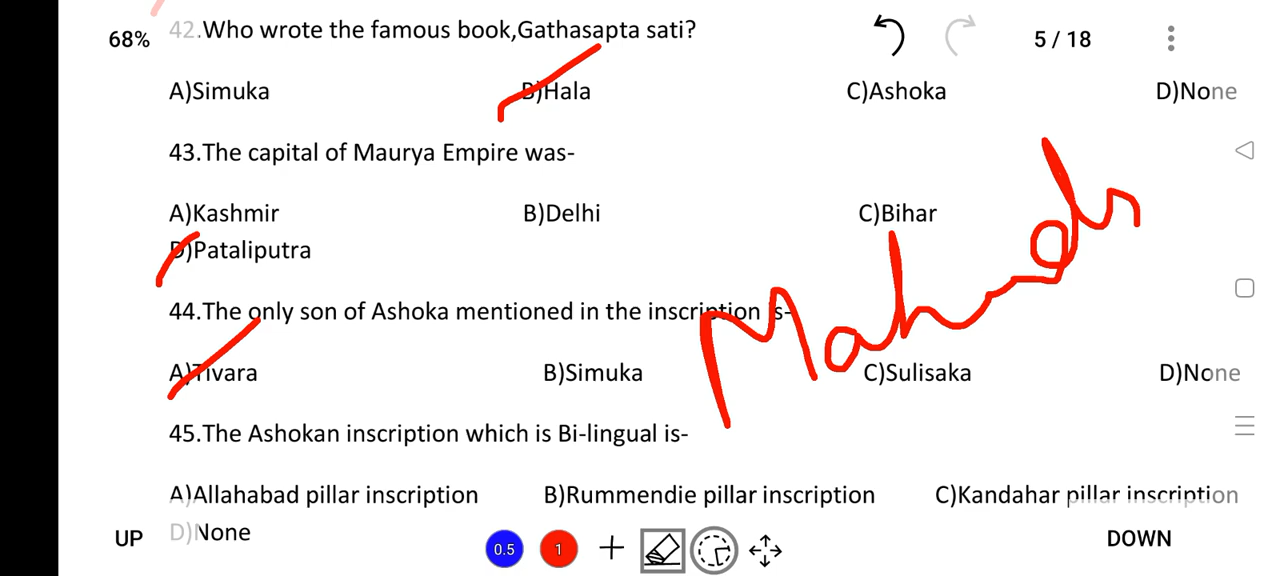 68%
42.Who wrote the famous book,Gathasapta sati?
5 / 18
A)Simuka B)Hala C)Ashoka D)None
43.The capital of Maurya Empire was-
A)Kashmir B)Delhi C)Bihar
D)Pataliputra
44.The only son of Ashoka mentioned in the inscription is-
A)Tivara B)Simuka C)Sulisaka D)None
45.The Ashokan inscription which is Bi-lingual is-
A)Allahabad pillar inscription B)Rummendie pillar inscription C)Kandahar pillar inscription
UP D)None 0.5 1 DOWN